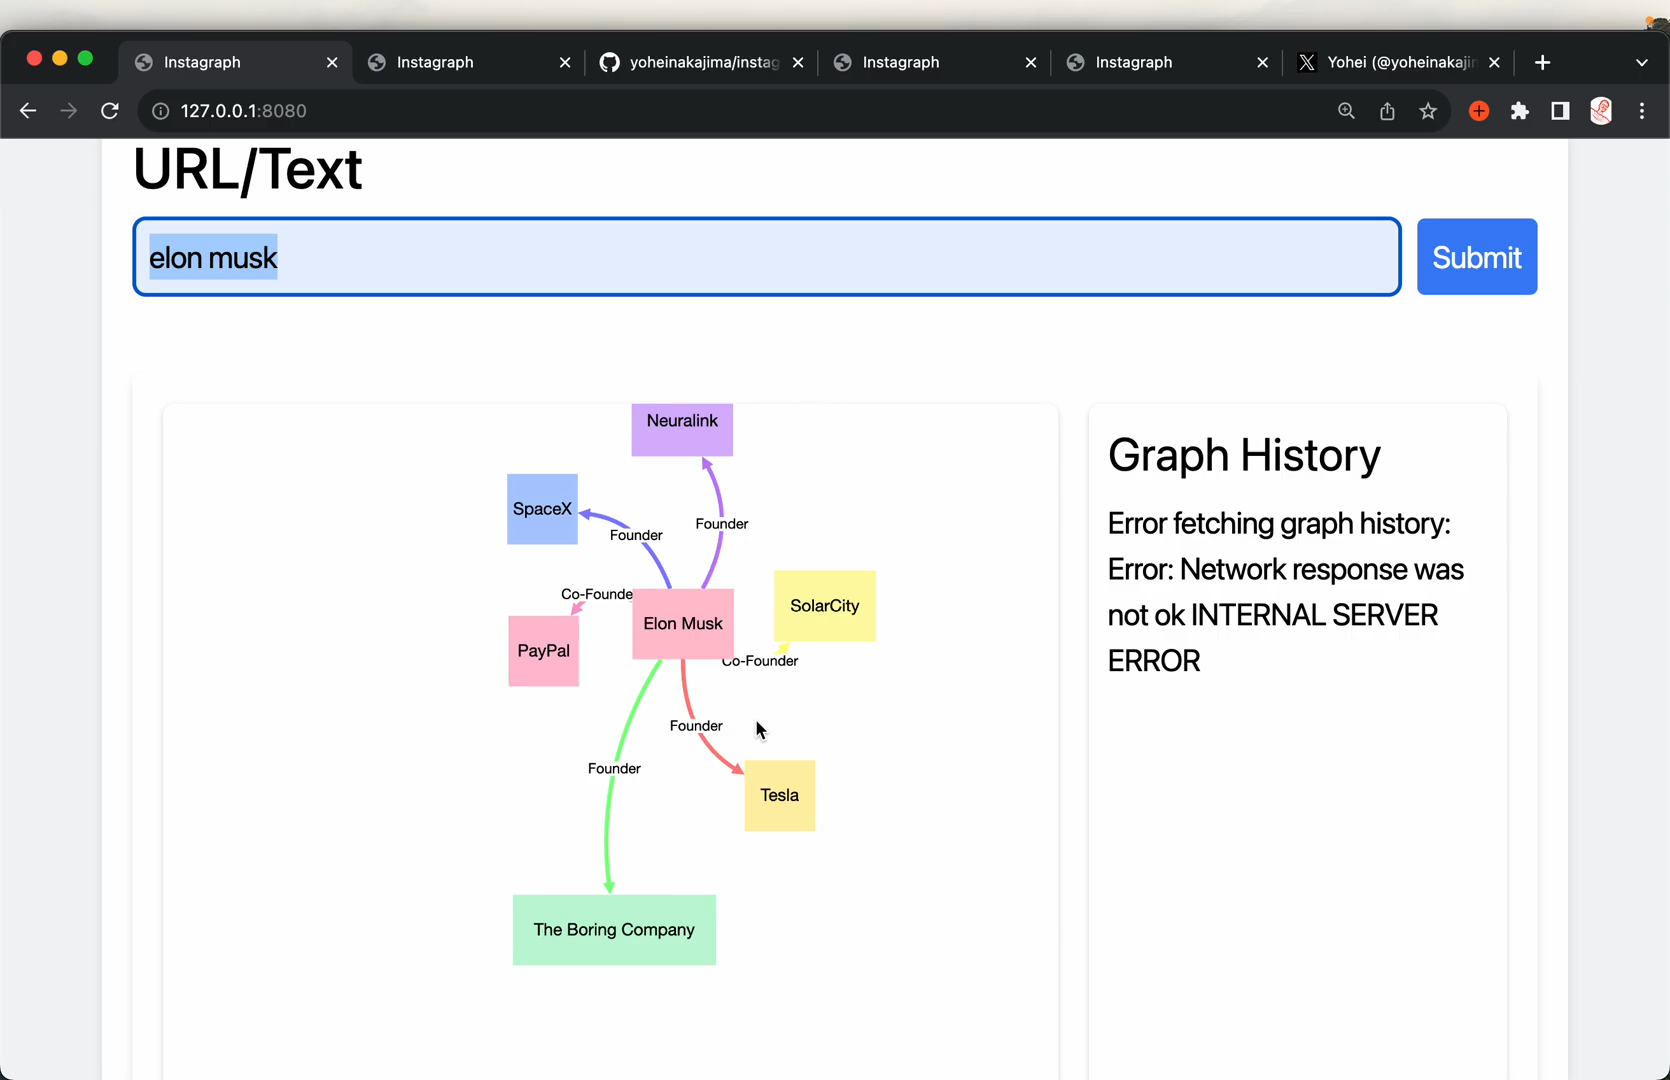 Instagraph
Instagraph
yoheinakajima/instag
Instagraph
Instagraph
Yohei (@yoheinakajin
127.0.0.1:8080
URL/Text
elon musk
Submit
Neuralink
SpaceX
Founder
Founder
Co-Founde
SolarCity
Elon Musk
PayPal
Co-Founder
Founder
Founder
Tesla
The Boring Company
Graph History
Error fetching graph history:
Error: Network response was
not ok INTERNAL SERVER
ERROR